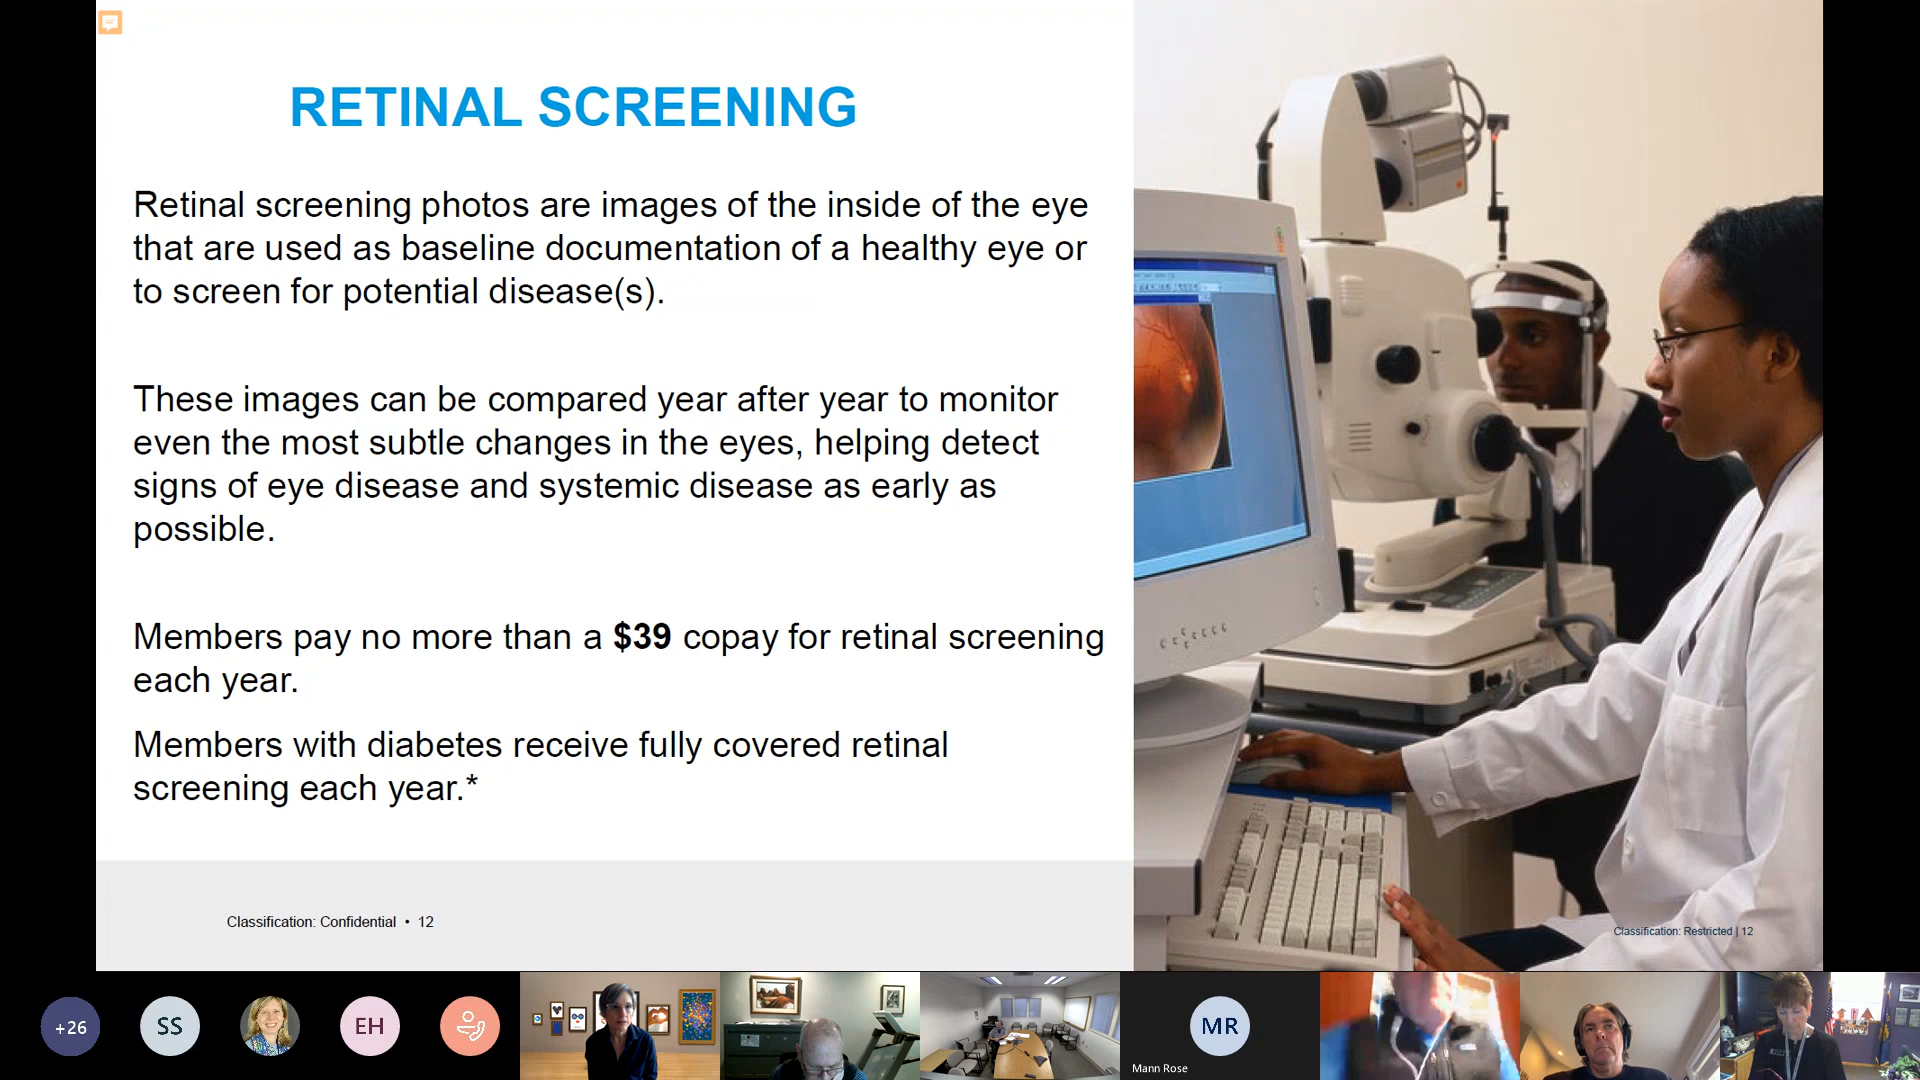 RETINAL SCREENING
Retinal screening photos are images of the inside of the eye
that are used as baseline documentation of a healthy eye or
to screen for potential disease(s).
These images can be compared year after year to monitor
even the most subtle changes in the eyes, helping detect
signs of eye disease and systemic disease as early as
possible.
Members pay no more than a $39 copay for retinal screening
each year.
Members with diabetes receive fully covered retinal
screening each year.*
Classification: Confidential • 12
Classification: Restricted | 12
+26
SS
EH
MR
Mann Rose